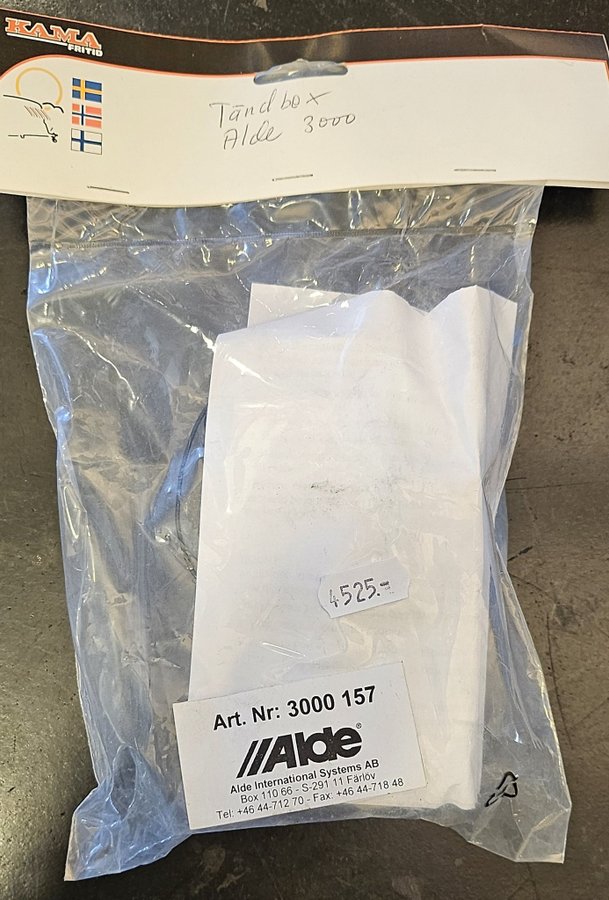 KAMA
FRITID
Tändbox
Alde 3000
4525.-
Art. Nr: 3000 157
//Alde®
Alde International Systems AB
Box 110 66 - S-291 11 Färlöv
Tel: +46 44-712 70 - Fax: +46 44-718 48